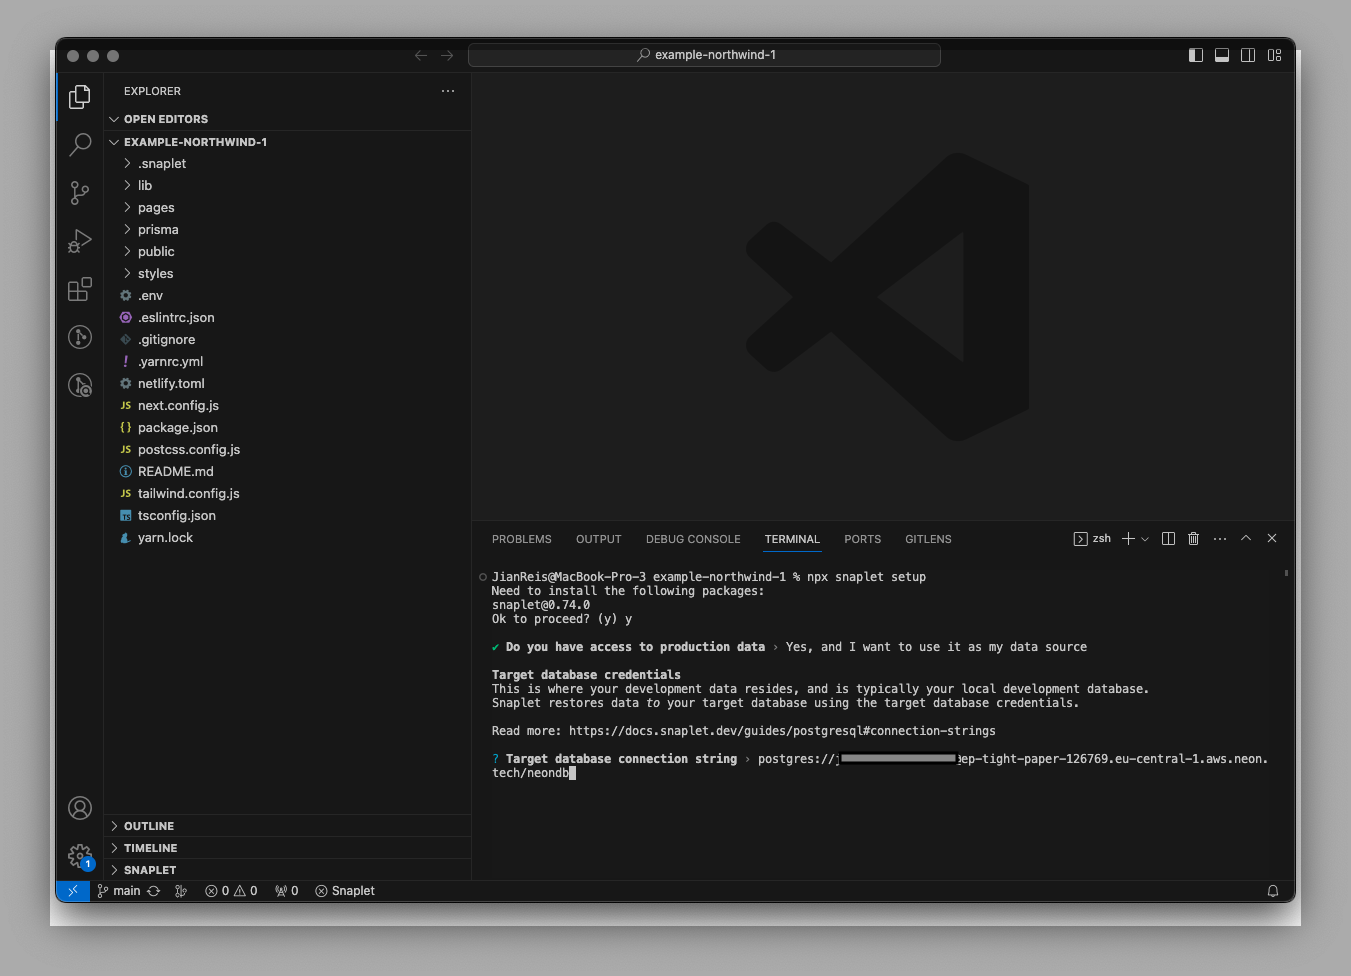 example-northwind-1
EXPLORER
OPEN EDITORS
EXAMPLE-NORTHWIND-1
.snaplet
lib
pages
prisma
public
styles
.env
.eslintrc.json
.gitignore
! .yarnrc.yml
netlify.toml
JS next.config.js
{} package.json
JS postcss.config.js
README.md
JS tailwind.config.js
TS tsconfig.json
yarn.lock
OUTLINE
TIMELINE
SNAPLET
PROBLEMS OUTPUT DEBUG CONSOLE TERMINAL PORTS GITLENS
zsh
JianReis@MacBook-Pro-3 example-northwind-1 % npx snaplet setup
Need to install the following packages:
snaplet@0.74.0
Ok to proceed? (y) y
✔ Do you have access to production data › Yes, and I want to use it as my data source
Target database credentials
This is where your development data resides, and is typically your local development database.
Snaplet restores data to your target database using the target database credentials.
Read more: https://docs.snaplet.dev/guides/postgresql#connection-strings
? Target database connection string › postgres:// ep-tight-paper-126769.eu-central-1.aws.neon.
tech/neondb
1
main 0 0 0 Snaplet